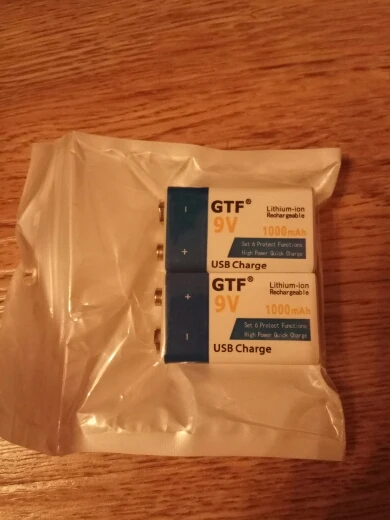 GTF®
Lithium-ion
Rechargeable
9V
1000mAh
Set 6 Protect Functions
High Power Quick Charge
USB Charge
-
+
GTF®
Lithium-ion
Rechargeable
9V
1000mAh
Set 6 Protect Functions
High Power Quick Charge
USB Charge
+
-